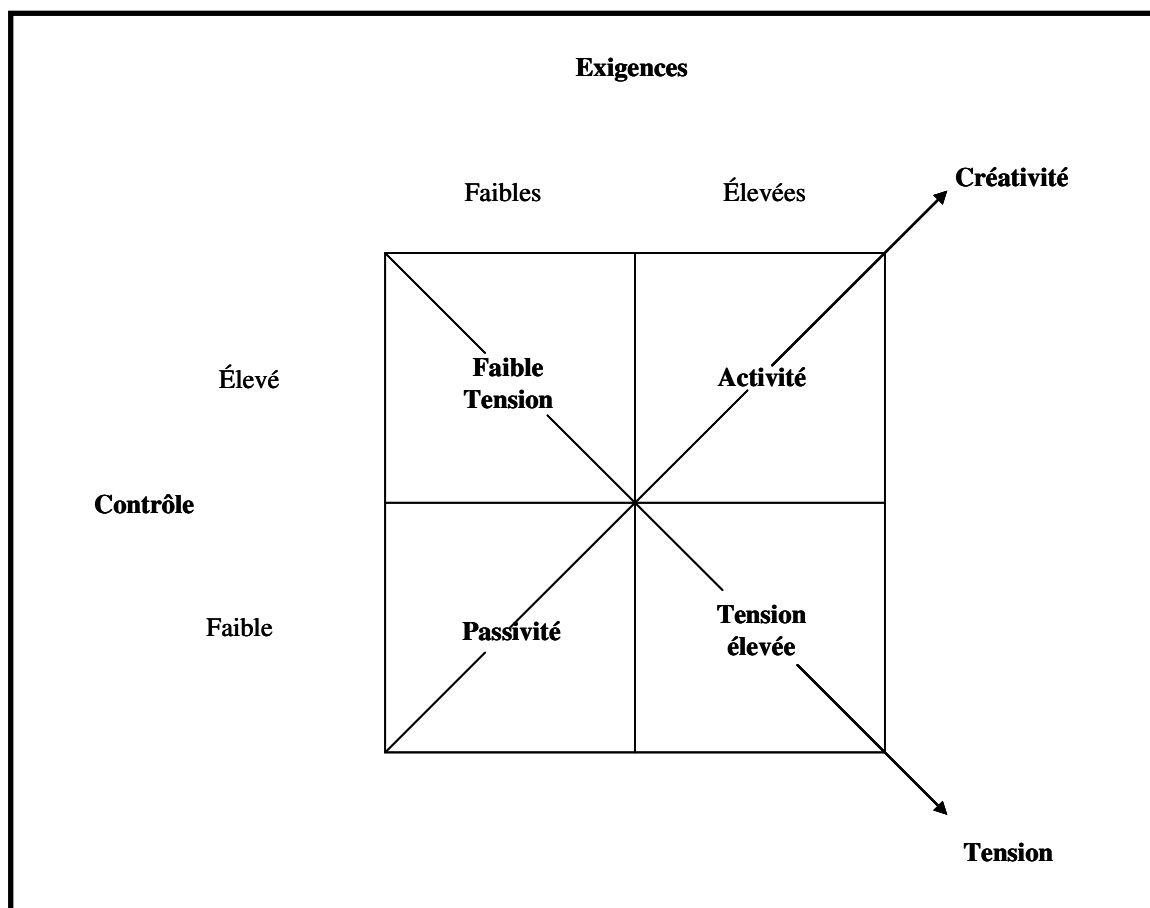 Exigences
Créativité
Faibles
Élevées
Faible
Tension
Activité
Élevé
Contrôle
Tension
élevée
Faible
Passivité
Tension